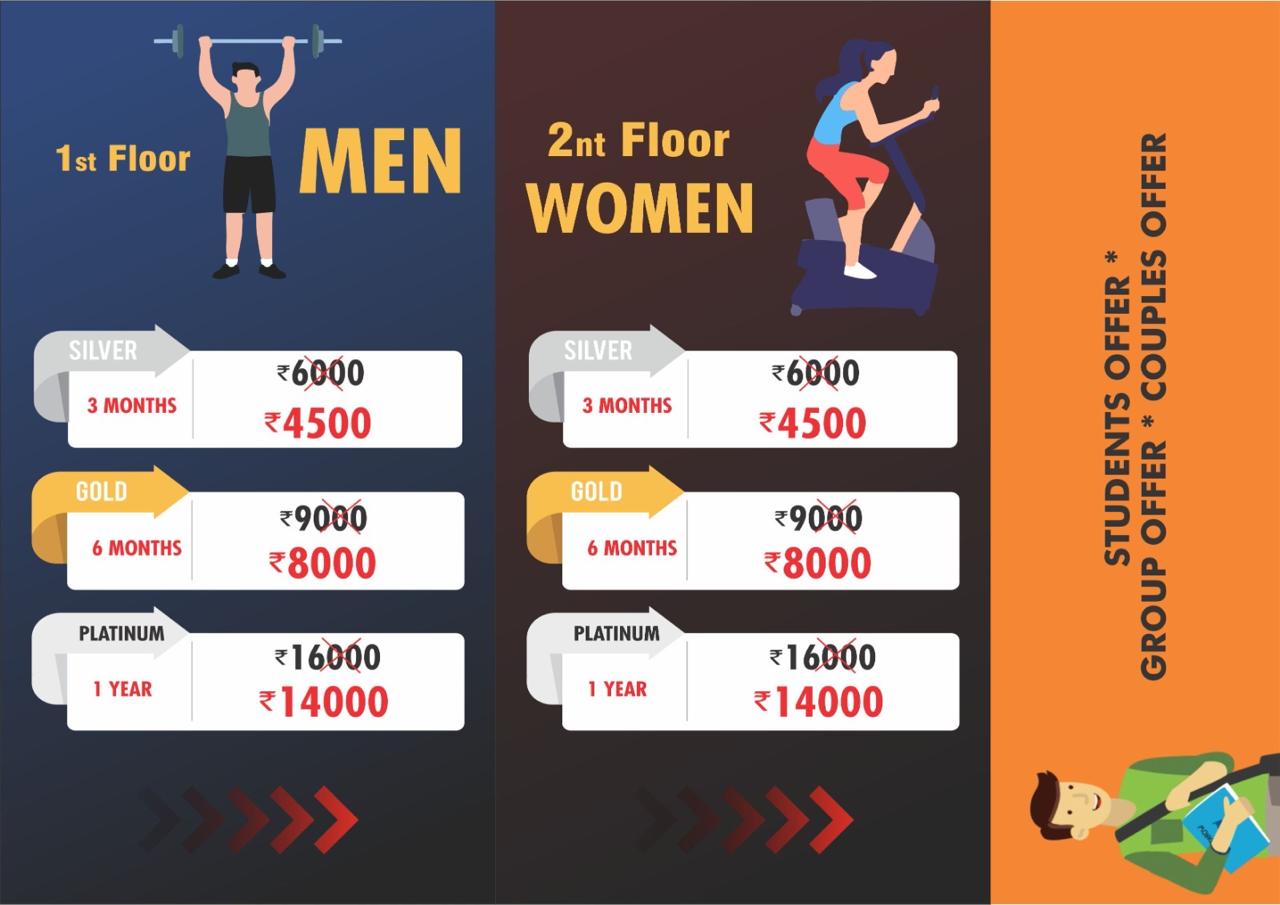 1st Floor
MEN
SILVER
3 MONTHS
₹6000
₹4500
GOLD
6 MONTHS
₹9000
₹8000
PLATINUM
1 YEAR
₹16000
₹14000
2nt Floor
WOMEN
SILVER
3 MONTHS
₹6000
₹4500
GOLD
6 MONTHS
₹9000
₹8000
PLATINUM
1 YEAR
₹16000
₹14000
STUDENTS OFFER *
GROUP OFFER * COUPLES OFFER